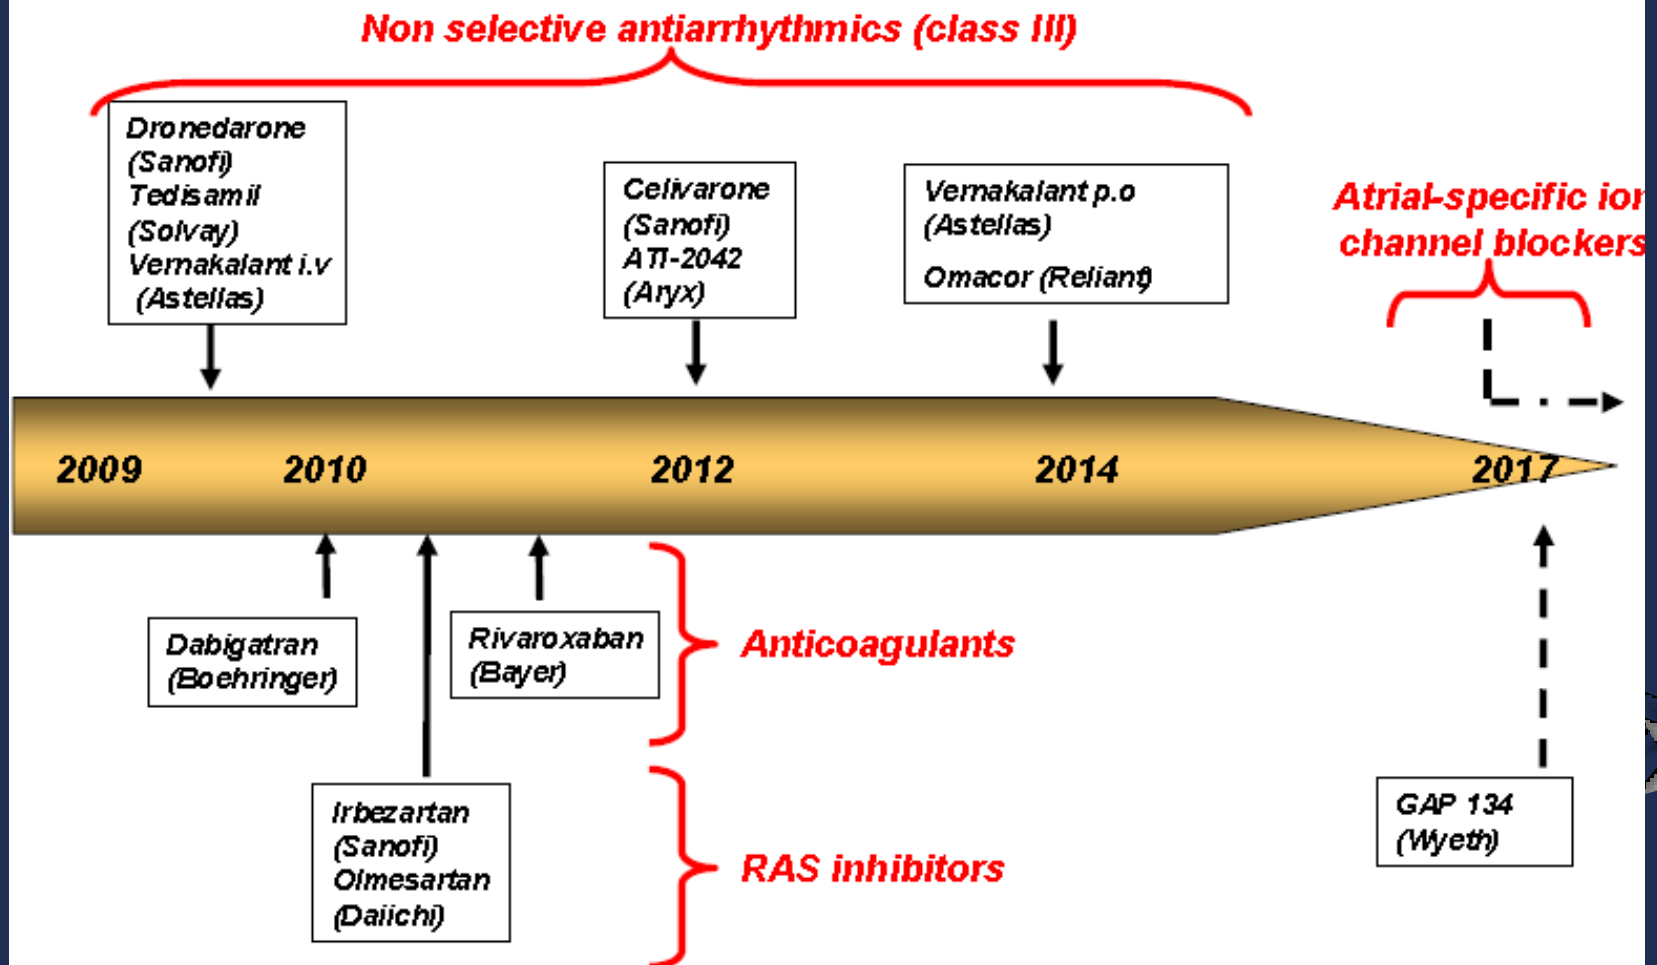 Non selective antiarrhythmics (class III)
Dronedarone
(Sanofi)
Tedisamil
(Solvay)
Vernakalant i.v
(Astellas)
Celivarone
(Sanofi)
ATI-2042
(Aryx)
Vernakalant p.o
(Astellas)
Omacor (Reliant)
Atrial-specific ion
channel blockers
2009 2010 2012 2014 2017
Dabigatran
(Boehringer)
Rivaroxaban
(Bayer)
Anticoagulants
Irbezartan
(Sanofi)
Olmesartan
(Daiichi)
RAS inhibitors
GAP 134
(Wyeth)